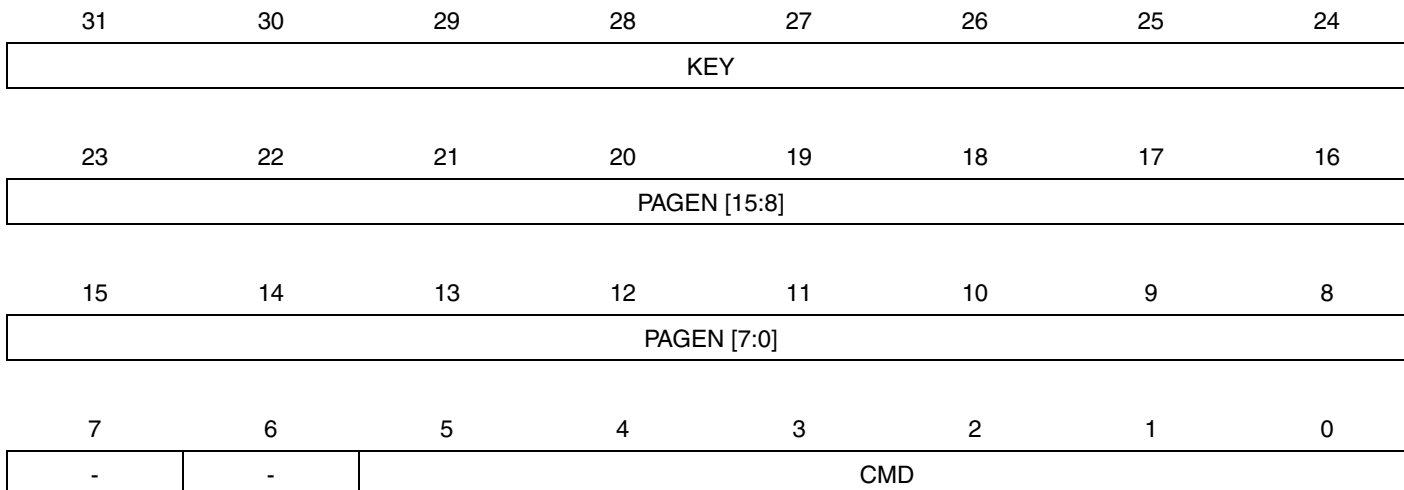 31 30 29 28 27 26 25 24
KEY
23 22 21 20 19 18 17 16
PAGEN [15:8]
15 14 13 12 11 10 9 8
PAGEN [7:0]
7 6 5 4 3 2 1 0
- - CMD